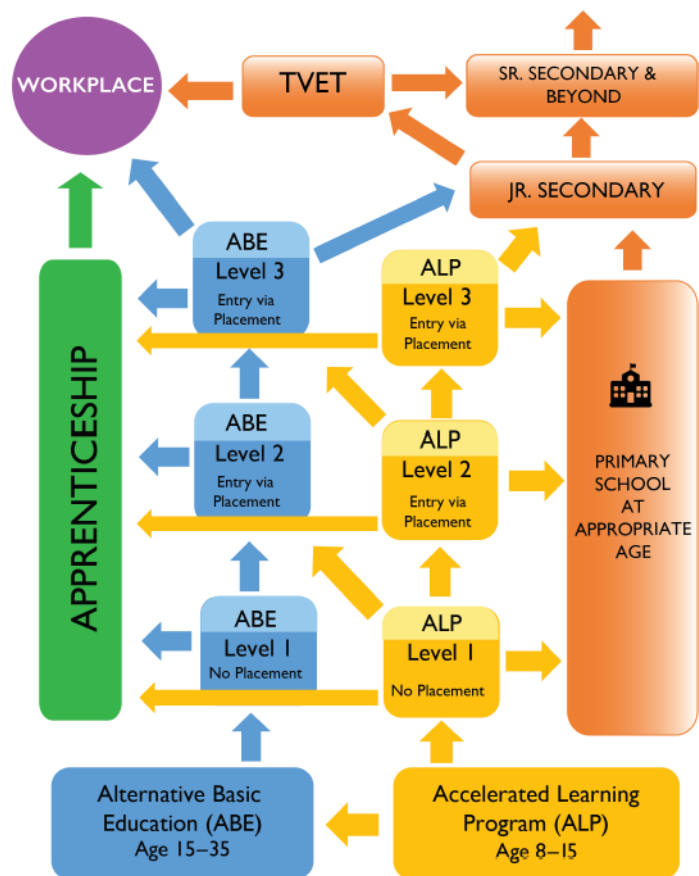 WORKPLACE
TVET
SR. SECONDARY &
BEYOND
JR. SECONDARY
ABE
Level 3
Entry via
Placement
ALP
Level 3
Entry via
Placement
ABE
Level 2
Entry via
Placement
ALP
Level 2
Entry via
Placement
APPRENTICESHIP
PRIMARY
SCHOOL
AT
APPROPRIATE
AGE
ABE
Level 1
No Placement
ALP
Level 1
No Placement
Alternative Basic
Education (ABE)
Age 15–35
Accelerated Learning
Program (ALP)
Age 8–15